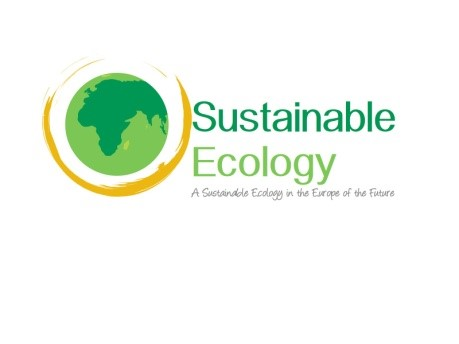 Sustainable
Ecology
A Sustainable Ecology in the Europe of the Future